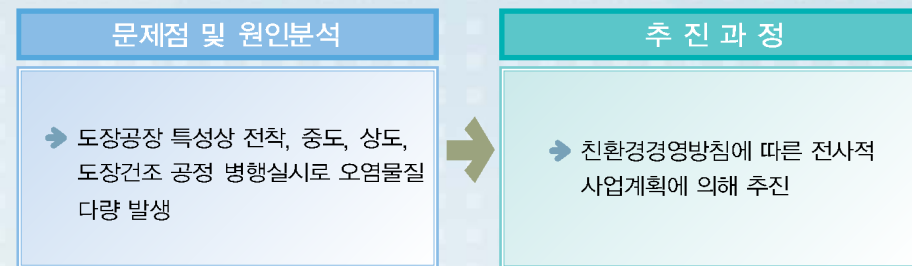 문제점 및 원인분석
도장공장 특성상 전착, 중도, 상도,
도장건조 공정 병행실시로 오염물질
다량 발생
추 진 과 정
친환경경영방침에 따른 전사적
사업계획에 의해 추진